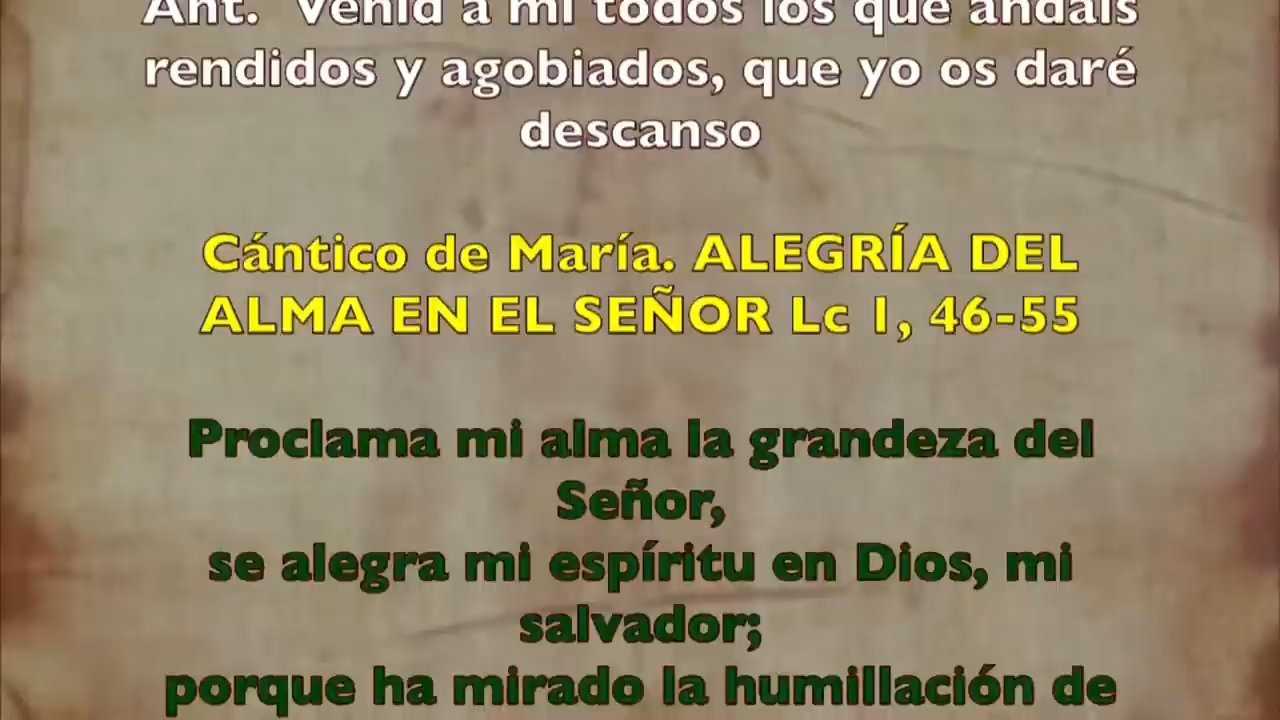 Ant. Venid a mí todos los que andáis
rendidos y agobiados, que yo os daré
descanso
Cántico de María. ALEGRÍA DEL
ALMA EN EL SEÑOR Lc 1, 46-55
Proclama mi alma la grandeza del
Señor,
se alegra mi espíritu en Dios, mi
salvador;
porque ha mirado la humillación de